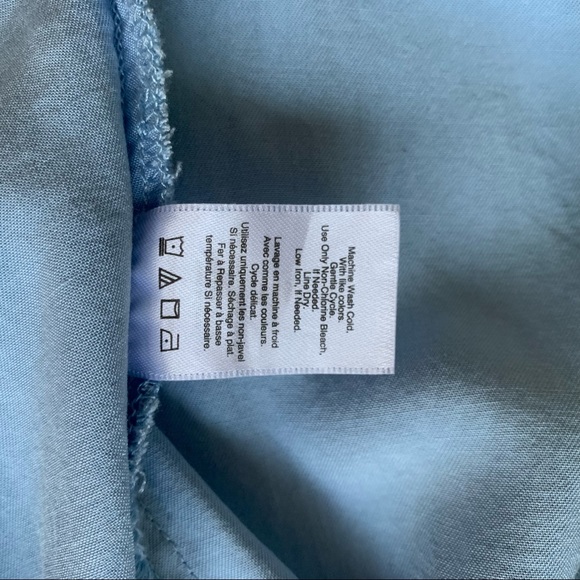 Machine Wash Cold.
With like colors.
Gentle Cycle.
Use Only Non-Chlorine Bleach,
If Needed.
Line Dry.
Low Iron, If Needed.
Lavage en machine à froid
Avec comme les couleurs.
Cycle délicat.
Utilisez uniquement les non-javel
Si nécessaire. Séchage à plat.
Fer à Repasser à basse
température Si nécessaire.